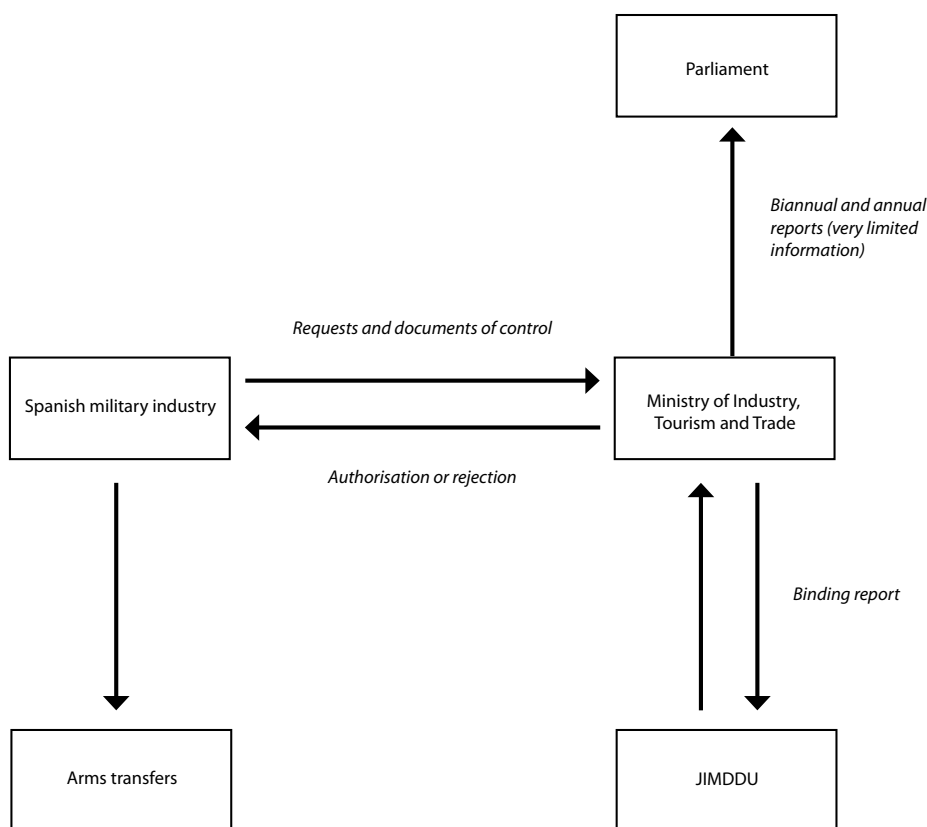 Parliament
Biannual and annual
reports (very limited
information)
Requests and documents of control
Spanish military industry
Ministry of Industry,
Tourism and Trade
Authorisation or rejection
Binding report
Arms transfers
JIMDDU